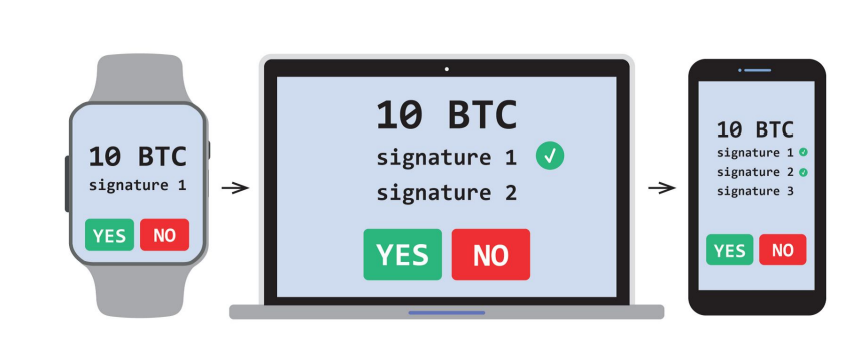 10 BTC
signature 1
YES NO
10 BTC
signature 1
signature 2
YES NO
10 BTC
signature 1
signature 2
signature 3
YES NO